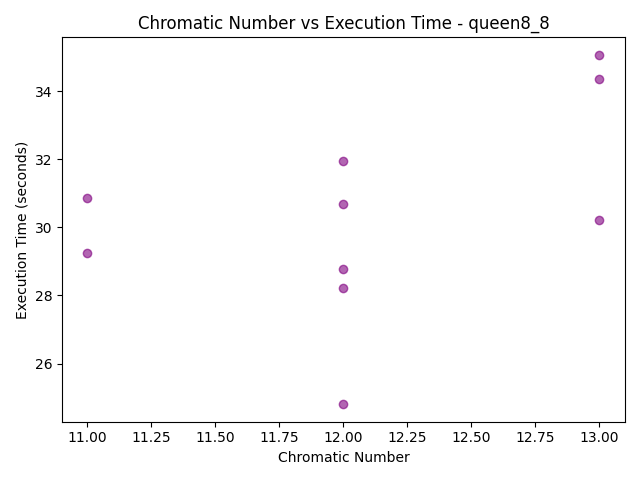 Chromatic Number vs Execution Time - queen8_8
34
32
30
28
26
Execution Time (seconds)
11.00 11.25 11.50 11.75 12.00 12.25 12.50 12.75 13.00
Chromatic Number